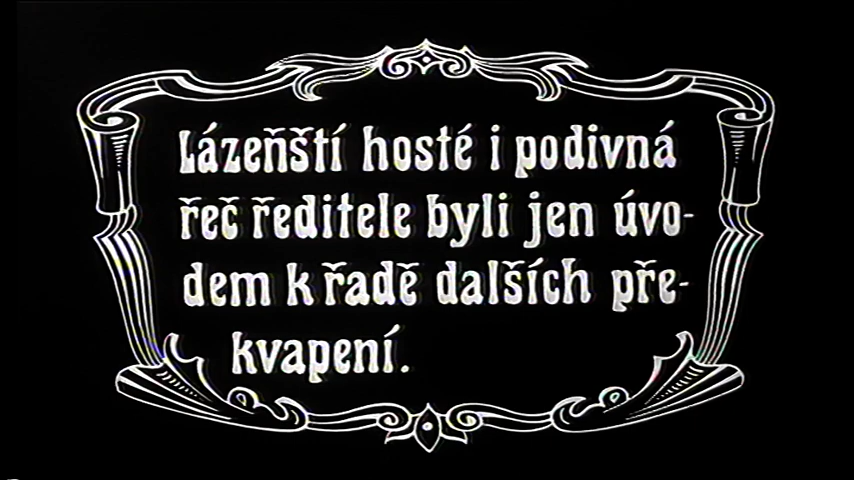 Lázeňští hosté i podivná
řeč ředitele byli jen úvo-
dem k řadě dalších pře-
kvapení.